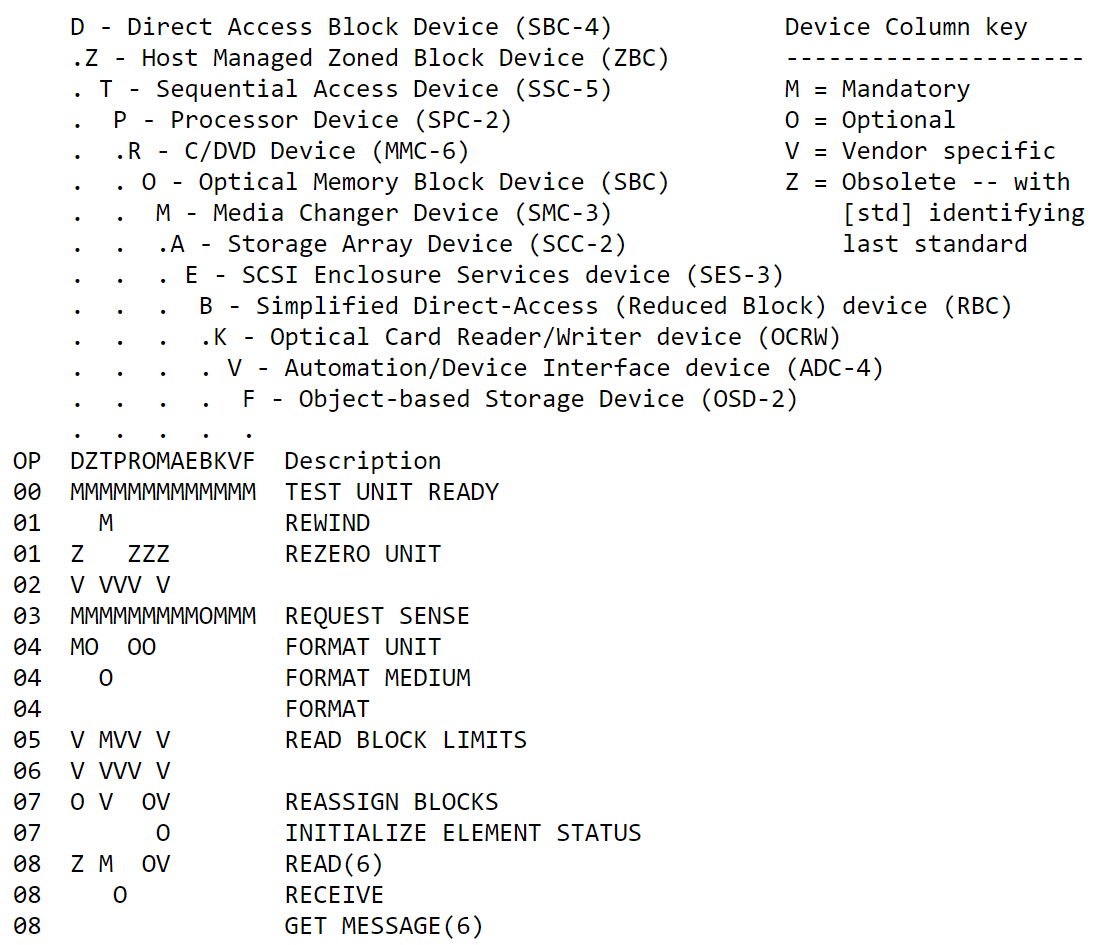 D - Direct Access Block Device (SBC-4)            Device Column key
    .Z - Host Managed Zoned Block Device (ZBC)        ---------------------
    . T - Sequential Access Device (SSC-5)            M = Mandatory
    .  P - Processor Device (SPC-2)                   O = Optional
    .  .R - C/DVD Device (MMC-6)                      V = Vendor specific
    .  . O - Optical Memory Block Device (SBC)        Z = Obsolete -- with
    .  .  M - Media Changer Device (SMC-3)                [std] identifying
    .  .  .A - Storage Array Device (SCC-2)               last standard
    .  .  . E - SCSI Enclosure Services device (SES-3)
    .  .  .  B - Simplified Direct-Access (Reduced Block) device (RBC)
    .  .  .  .K - Optical Card Reader/Writer device (OCRW)
    .  .  .  . V - Automation/Device Interface device (ADC-4)
    .  .  .  .  F - Object-based Storage Device (OSD-2)
    .  .  .  .  .
OP  DZTPROMAEBKVF  Description
00  MMMMMMMMMMMMM  TEST UNIT READY
01    M            REWIND
01  Z   ZZZ        REZERO UNIT
02  V VVV V
03  MMMMMMMMMOMMM  REQUEST SENSE
04  MO  OO         FORMAT UNIT
04    O            FORMAT MEDIUM
04                 FORMAT
05  V MVV V        READ BLOCK LIMITS
06  V VVV V
07  O V  OV        REASSIGN BLOCKS
07        O        INITIALIZE ELEMENT STATUS
08  Z M  OV        READ(6)
08     O           RECEIVE
08                 GET MESSAGE(6)